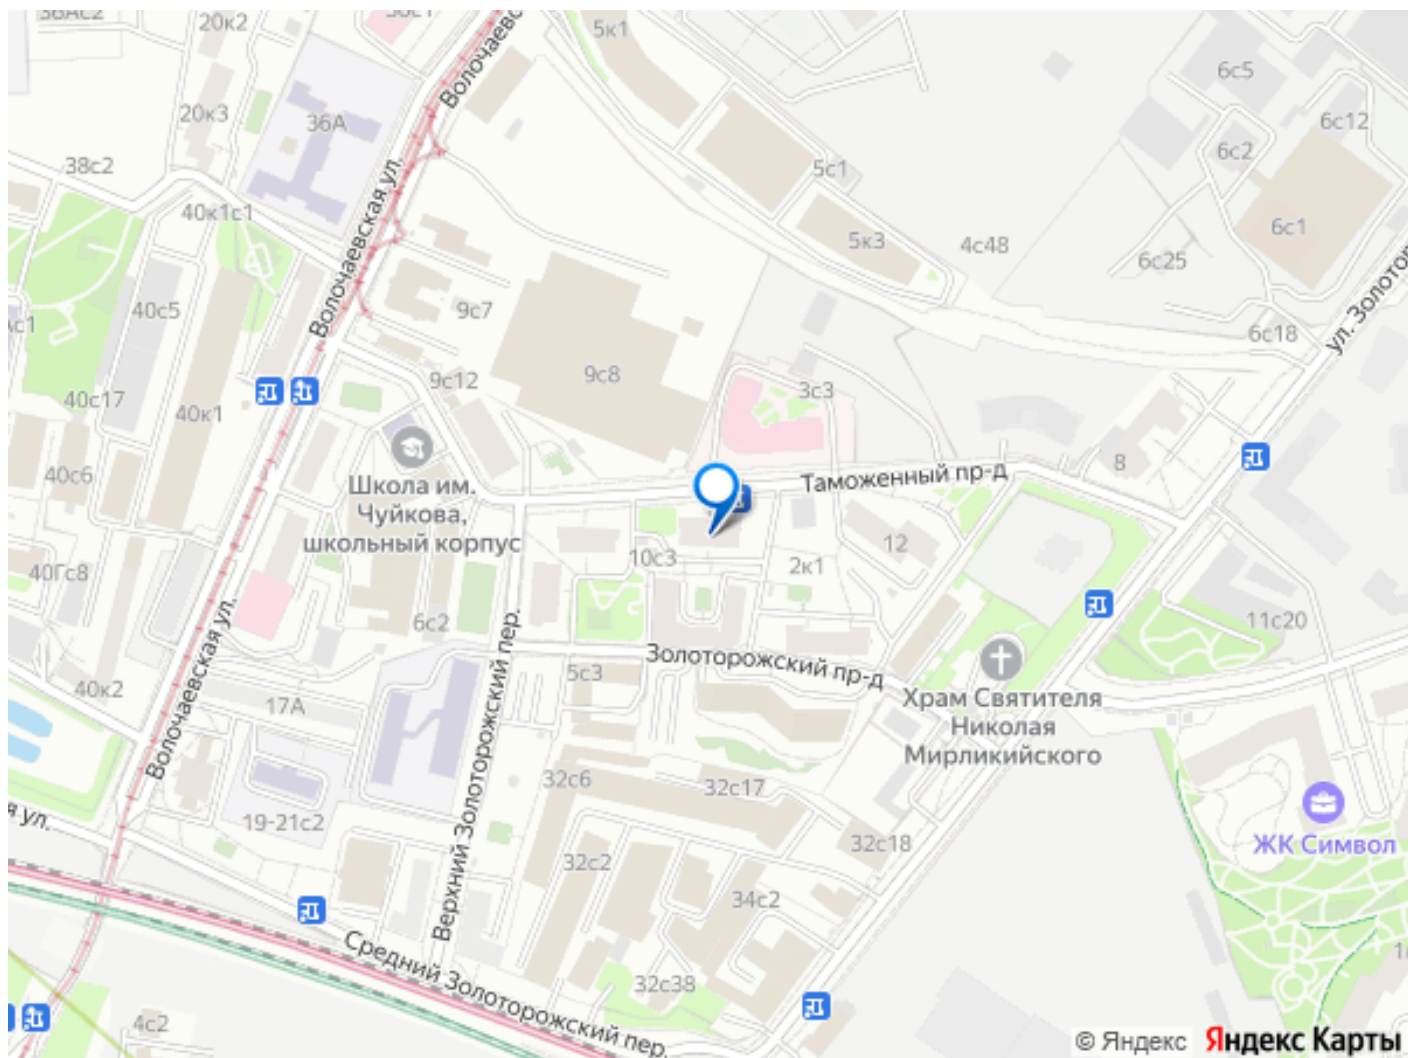 20к2
5к1
Волочаевск
6с5
20к3
36А
6с12
38с2
5с1
6с2
Волочаевская ул.
40к1с1
5к3
4с48
6с1
6с25
40с5
9с7
ул. Золотор
6с18
9с8
9с12
3с3
40с17
40к1
40с6
8
Таможенный пр-д
Школа им.
Чуйкова,
школьный корпус
12
10с3
2к1
40Гс8
6с2
11с20
Золоторожский пр-д
5с3
40к2
17А
Волочаевская ул.
Верхний Золоторожский пер.
Храм Святителя
Николая
Мирликийского
32с6
32с17
19-21с2
я ул.
32с18
ЖК Символ
32с2
34с2
Средний Золоторожский пер.
32с38
4с2
© Яндекс Яндекс Карты